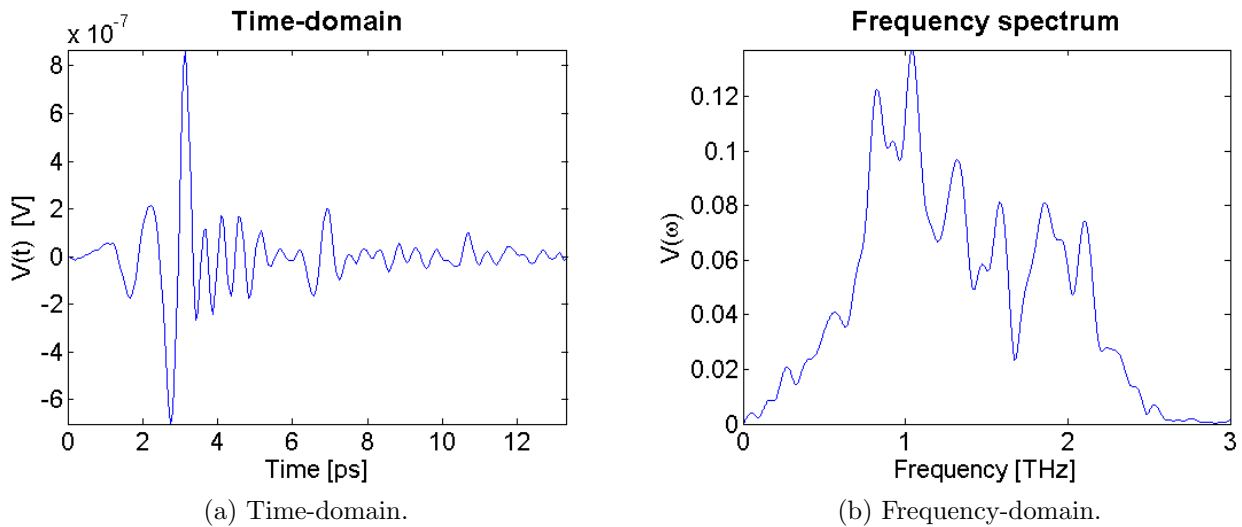 Time-domain
x 10^-7
8
6
4
2
0
-2
-4
-6
V(t) [V]
0 2 4 6 8 10 12
Time [ps]
(a) Time-domain.
Frequency spectrum
0.12
0.1
0.08
0.06
0.04
0.02
0
V(ω)
0 1 2 3
Frequency [THz]
(b) Frequency-domain.